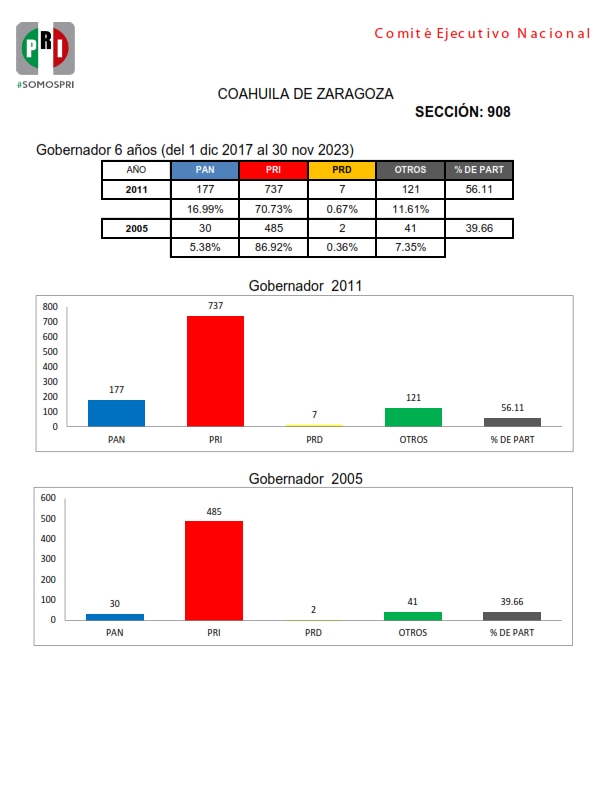 PRI
#SOMOSPRI
Comité Ejecutivo Nacional
COAHUILA DE ZARAGOZA
SECCIÓN: 908
Gobernador 6 años (del 1 dic 2017 al 30 nov 2023)
AÑO PAN PRI PRD OTROS % DE PART
2011 177 737 7 121 56.11
16.99% 70.73% 0.67% 11.61%
2005 30 485 2 41 39.66
5.38% 86.92% 0.36% 7.35%
Gobernador 2011
800
700
600
500
400
300
200
100
0
177 737 7 121 56.11
PAN PRI PRD OTROS % DE PART
Gobernador 2005
600
500
400
300
200
100
0
30 485 2 41 39.66
PAN PRI PRD OTROS % DE PART